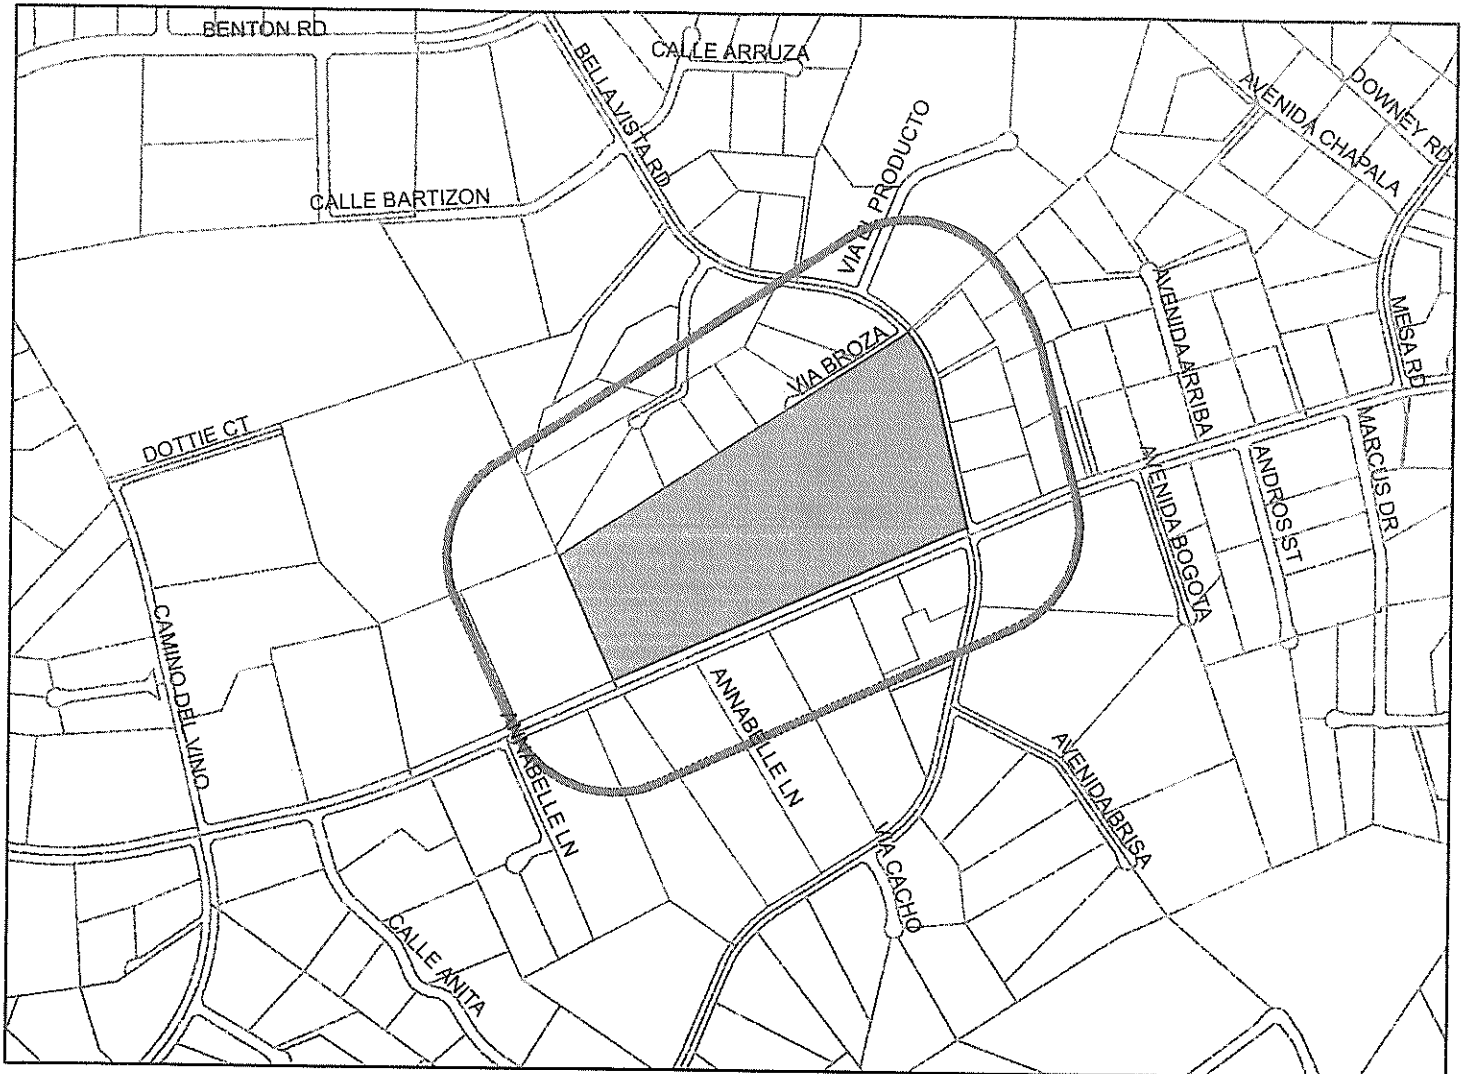 BENTON RD
CALLE ARRUZA
BELLA VISTA RD
DOWNEY RD
AVENIDA CHAPALA
VIA EL PRODUCTO
CALLE BARTIZON
AVENIDA ARRIBA
MESA RD
VIA BROZA
DOTTIE CT
MARCUS DR
AVENIDA BOGOTA
ANDROS ST
CAMINO DEL VINO
ANNABELLE LN
ANNABELLE LN
AVENIDA BRISA
VIA CACHO
CALLE ANITA